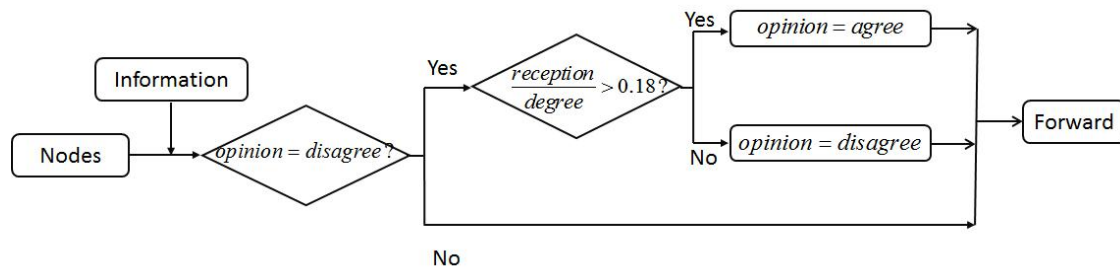 Information
Nodes
opinion = disagree?
Yes
No
reception
degree
> 0.18?
Yes
No
opinion = agree
opinion = disagree
Forward